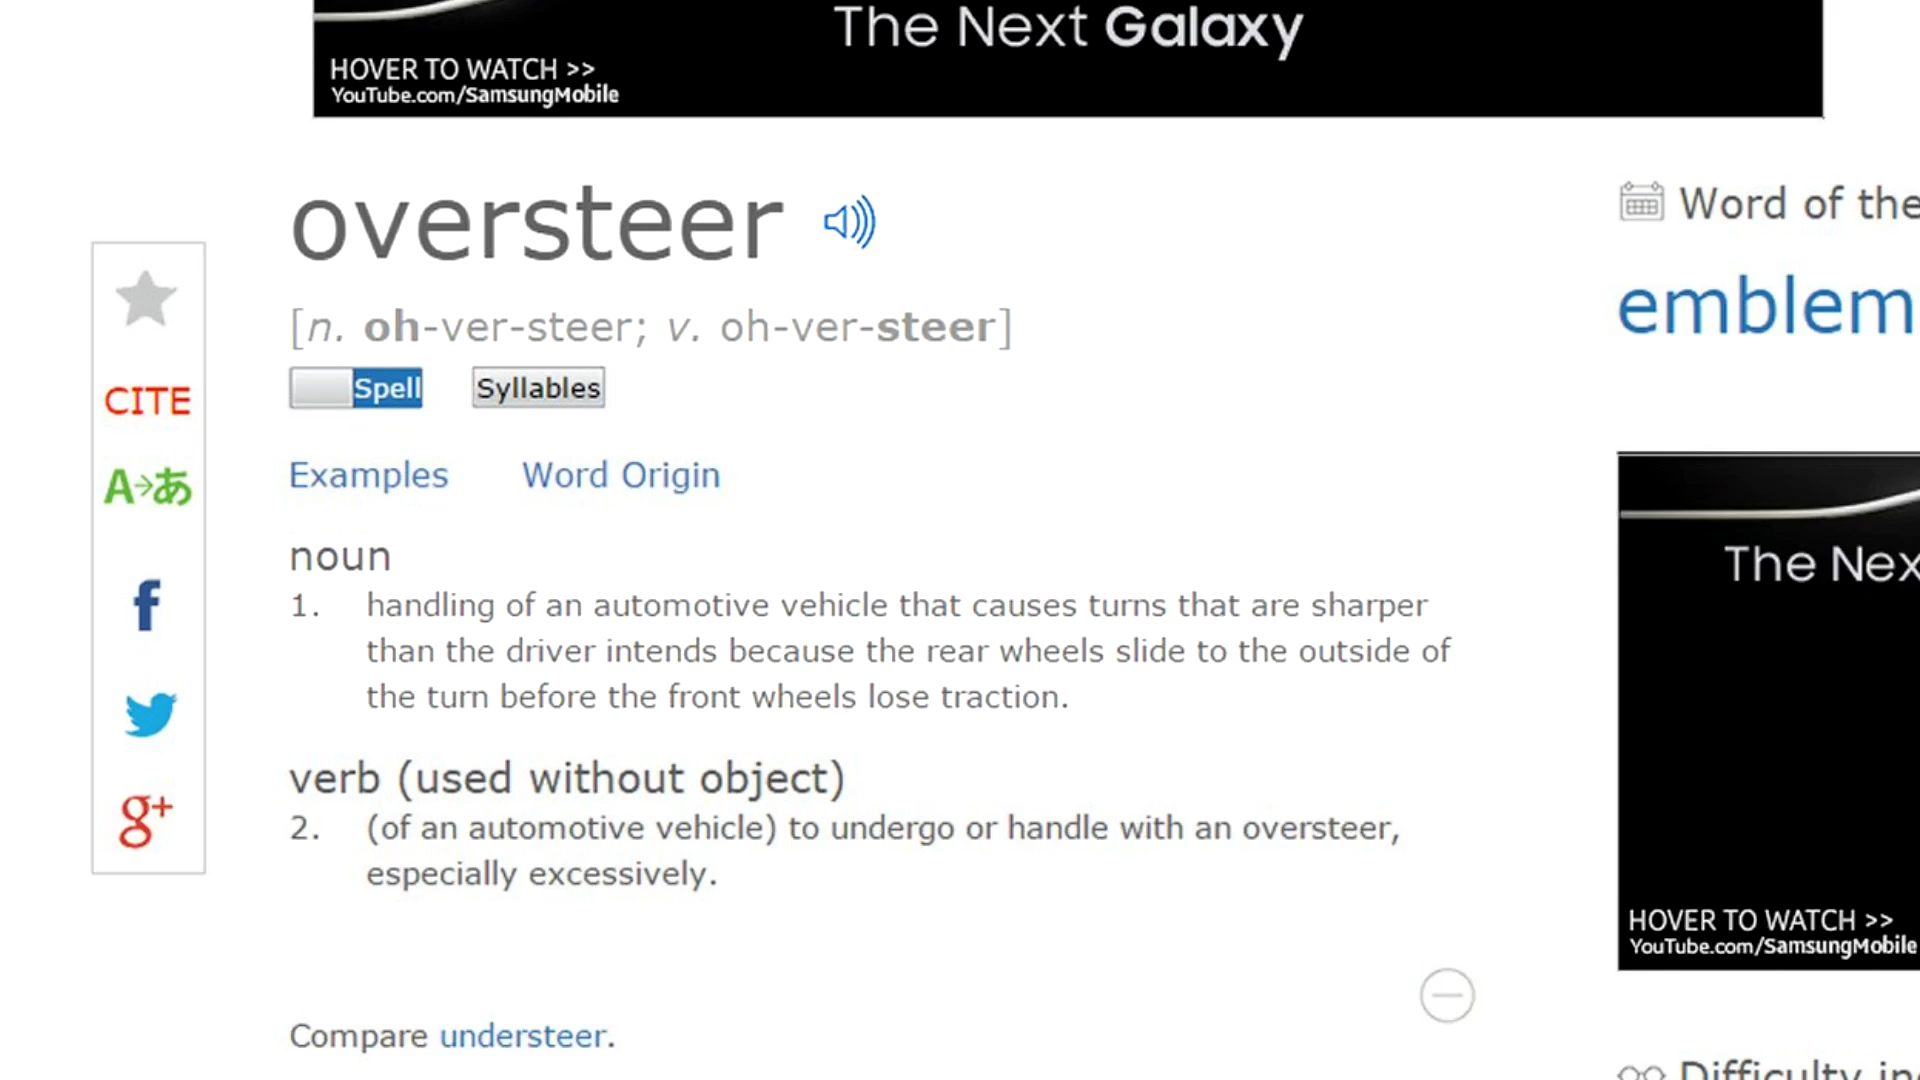 The Next Galaxy
HOVER TO WATCH >>
YouTube.com/SamsungMobile
oversteer
[n. oh-ver-steer; v. oh-ver-steer]
Spell
Syllables
Examples
Word Origin
noun
1. handling of an automotive vehicle that causes turns that are sharper
than the driver intends because the rear wheels slide to the outside of
the turn before the front wheels lose traction.
verb (used without object)
2. (of an automotive vehicle) to undergo or handle with an oversteer,
especially excessively.
Compare understeer.
CITE
A→あ
f
g+
Word of the
emblem
The Nex
HOVER TO WATCH >>
YouTube.com/SamsungMobile
Difficulty